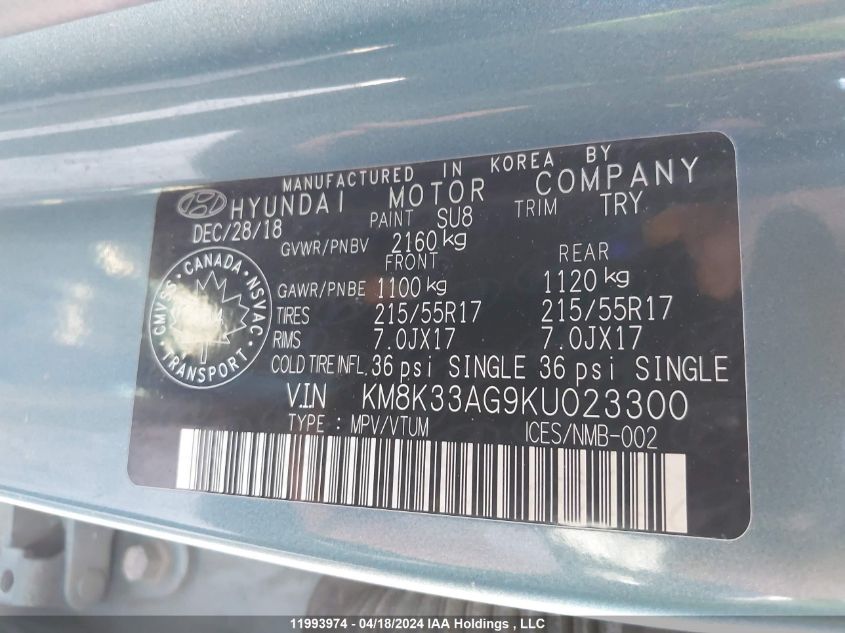 MANUFACTURED IN KOREA BY
HYUNDAI MOTOR COMPANY
DEC/28/18 PAINT SU8 TRIM TRY
GVWR/PNBV 2160 kg
FRONT REAR
GAWR/PNBE 1100 kg 1120 kg
TIRES 215/55R17 215/55R17
RIMS 7.0JX17 7.0JX17
COLD TIRE INFL. 36 psi SINGLE 36 psi SINGLE
VIN KM8K33AG9KU023300
TYPE : MPV/VTUM ICES/NMB-002
CANADA
CMVSS NSVAC
TRANSPORT
11993974 - 04/18/2024 IAA Holdings, LLC